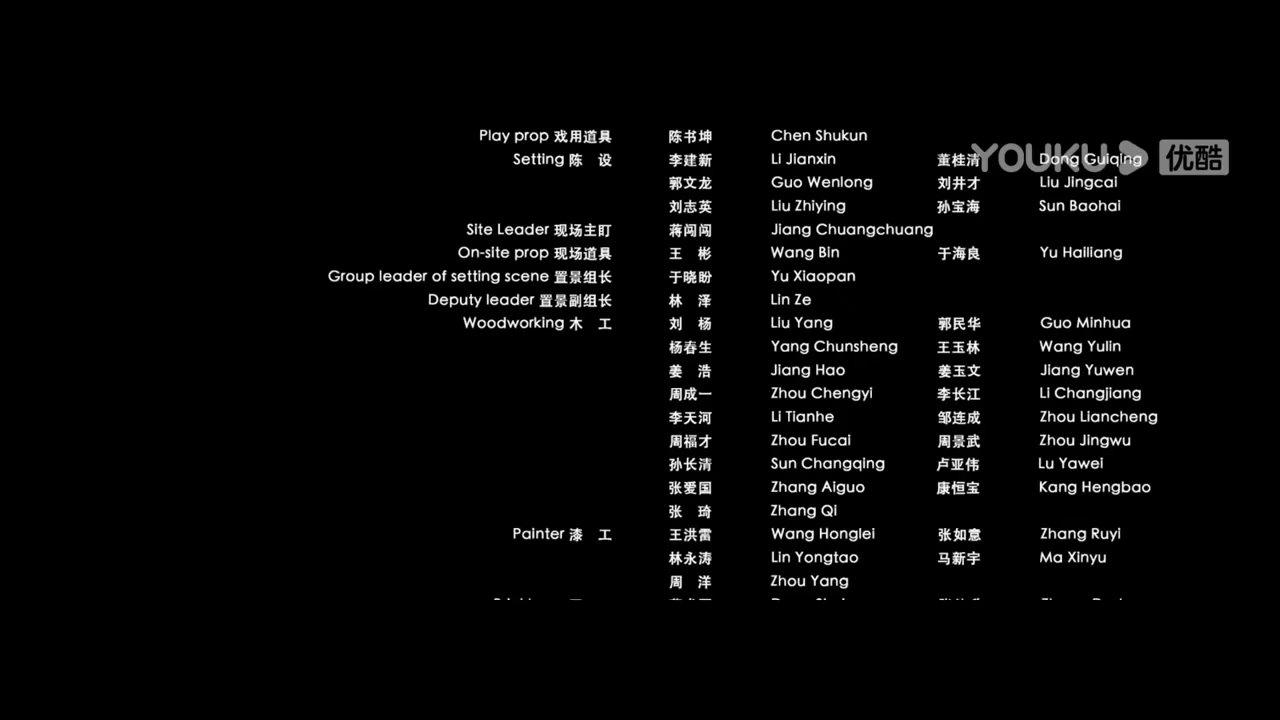 Play prop 戏用道具 陈书坤 Chen Shukun
Setting 陈 设 李建新 Li Jianxin 董桂清 Dong Guiqing
YOUKU 优酷
郭文龙 Guo Wenlong 刘井才 Liu Jingcai
刘志英 Liu Zhiying 孙宝海 Sun Baohai
Site Leader 现场主盯 蒋闯闯 Jiang Chuangchuang
On-site prop 现场道具 王 彬 Wang Bin 于海良 Yu Hailiang
Group leader of setting scene 置景组长 于晓盼 Yu Xiaopan
Deputy leader 置景副组长 林 泽 Lin Ze
Woodworking 木 工 刘 杨 Liu Yang 郭民华 Guo Minhua
杨春生 Yang Chunsheng 王玉林 Wang Yulin
姜 浩 Jiang Hao 姜玉文 Jiang Yuwen
周成一 Zhou Chengyi 李长江 Li Changjiang
李天河 Li Tianhe 邹连成 Zhou Liancheng
周福才 Zhou Fucai 周景武 Zhou Jingwu
孙长清 Sun Changqing 卢亚伟 Lu Yawei
张爱国 Zhang Aiguo 康恒宝 Kang Hengbao
张 琦 Zhang Qi
Painter 漆 工 王洪雷 Wang Honglei 张如意 Zhang Ruyi
林永涛 Lin Yongtao 马新宇 Ma Xinyu
周 洋 Zhou Yang